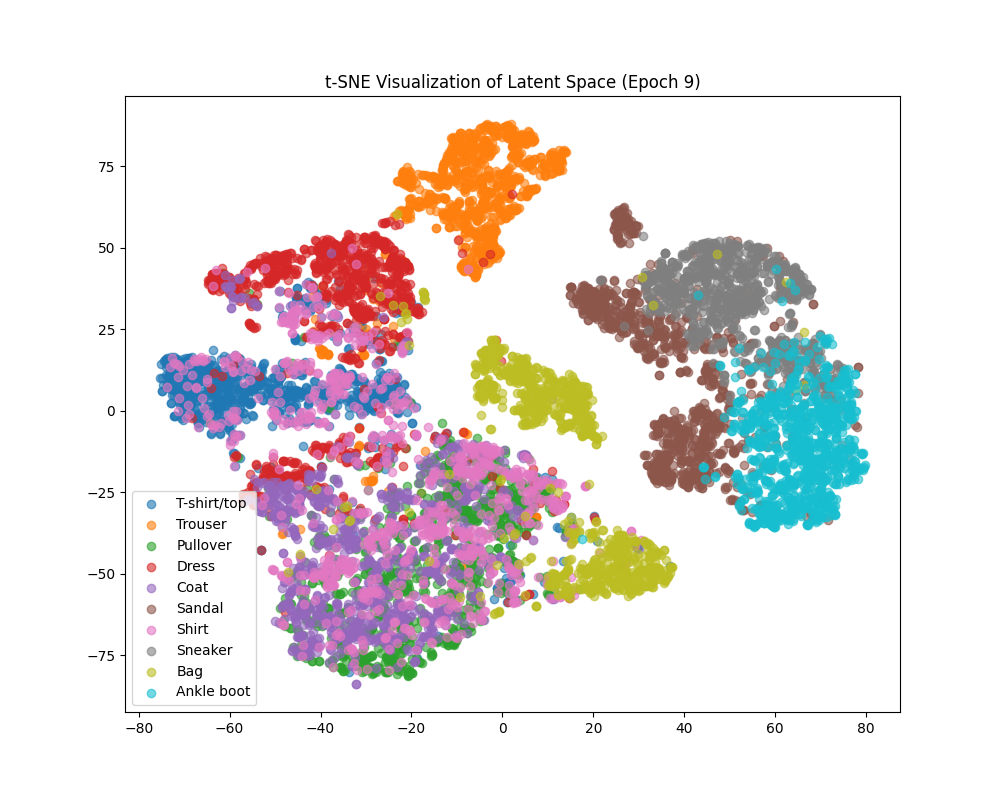 t-SNE Visualization of Latent Space (Epoch 9)
75
50
25
0
−25
−50
−75
T-shirt/top
Trouser
Pullover
Dress
Coat
Sandal
Shirt
Sneaker
Bag
Ankle boot
−80 −60 −40 −20 0 20 40 60 80